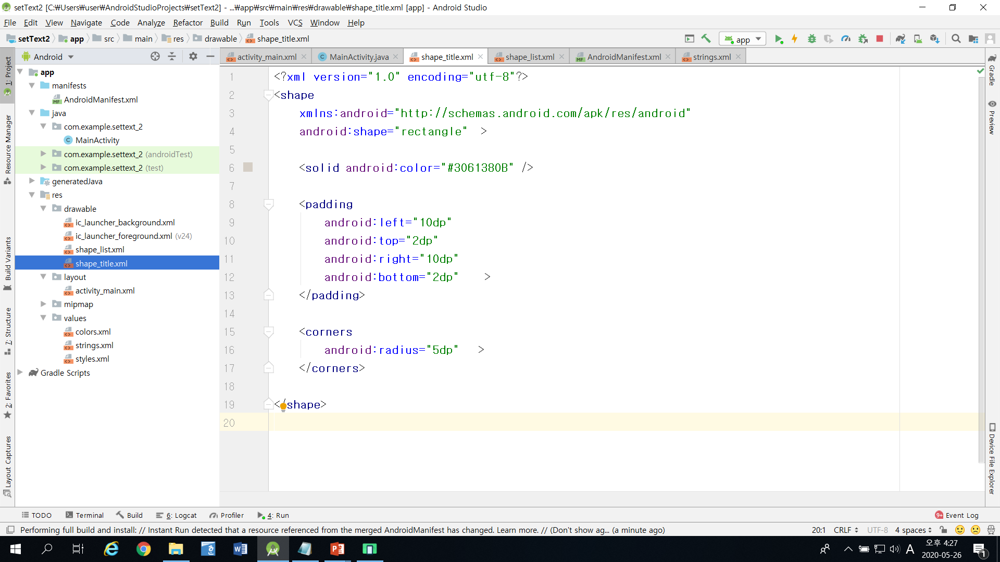 setText2 [C:₩Users₩user₩AndroidStudioProjects₩setText2] - ...₩app₩src₩main₩res₩drawable₩shape_title.xml [app] - Android Studio
File Edit View Navigate Code Analyze Refactor Build Run Tools VCS Window Help
setText2 app src main res drawable shape_title.xml
app
Android
activity_main.xml MainActivity.java shape_title.xml shape_list.xml AndroidManifest.xml strings.xml
1: Project
Resource Manager
Build Variants
7: Structure
2: Favorites
Layout Captures
app
manifests
AndroidManifest.xml
java
com.example.settext_2
MainActivity
com.example.settext_2 (androidTest)
com.example.settext_2 (test)
generatedJava
res
drawable
ic_launcher_background.xml
ic_launcher_foreground.xml (v24)
shape_list.xml
shape_title.xml
layout
activity_main.xml
mipmap
values
colors.xml
strings.xml
styles.xml
Gradle Scripts
1 <?xml version="1.0" encoding="utf-8"?>
2 <shape
3 xmlns:android="http://schemas.android.com/apk/res/android"
4 android:shape="rectangle" >
5
6 <solid android:color="#3061380B" />
7
8 <padding
9 android:left="10dp"
10 android:top="2dp"
11 android:right="10dp"
12 android:bottom="2dp" >
13 </padding>
14
15 <corners
16 android:radius="5dp" >
17 </corners>
18
19 </shape>
20
Gradle
Preview
Device File Explorer
TODO Terminal Build 6: Logcat Profiler 4: Run 9+ Event Log
Performing full build and install: // Instant Run detected that a resource referenced from the merged AndroidManifest has changed. Learn more. // (Don't show ag... (a minute ago) 20:1 CRLF UTF-8 4 spaces
A 오후 4:27
2020-05-26
1